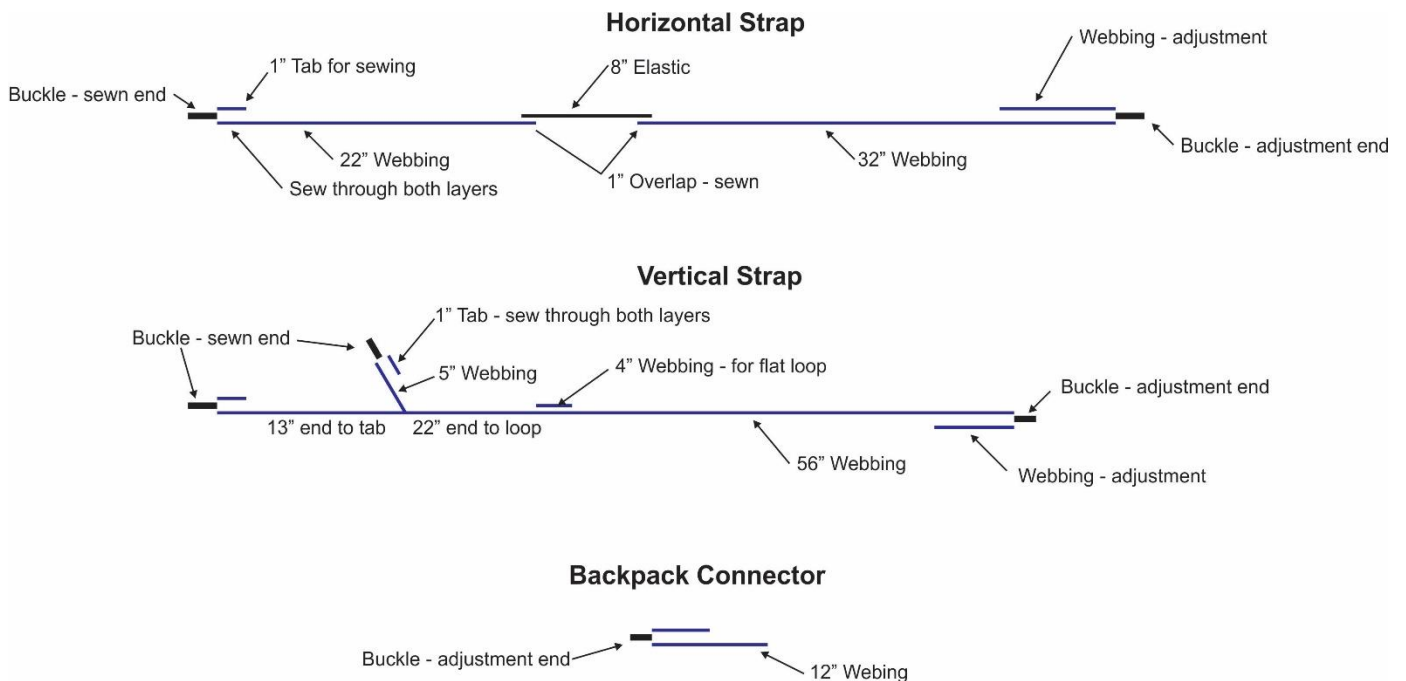 Horizontal Strap
Webbing - adjustment
1” Tab for sewing
8” Elastic
Buckle - sewn end
22” Webbing
32” Webbing
Buckle - adjustment end
Sew through both layers
1” Overlap - sewn
Vertical Strap
1” Tab - sew through both layers
Buckle - sewn end
5” Webbing
4” Webbing - for flat loop
Buckle - adjustment end
13” end to tab
22” end to loop
56” Webbing
Webbing - adjustment
Backpack Connector
Buckle - adjustment end
12” Webing